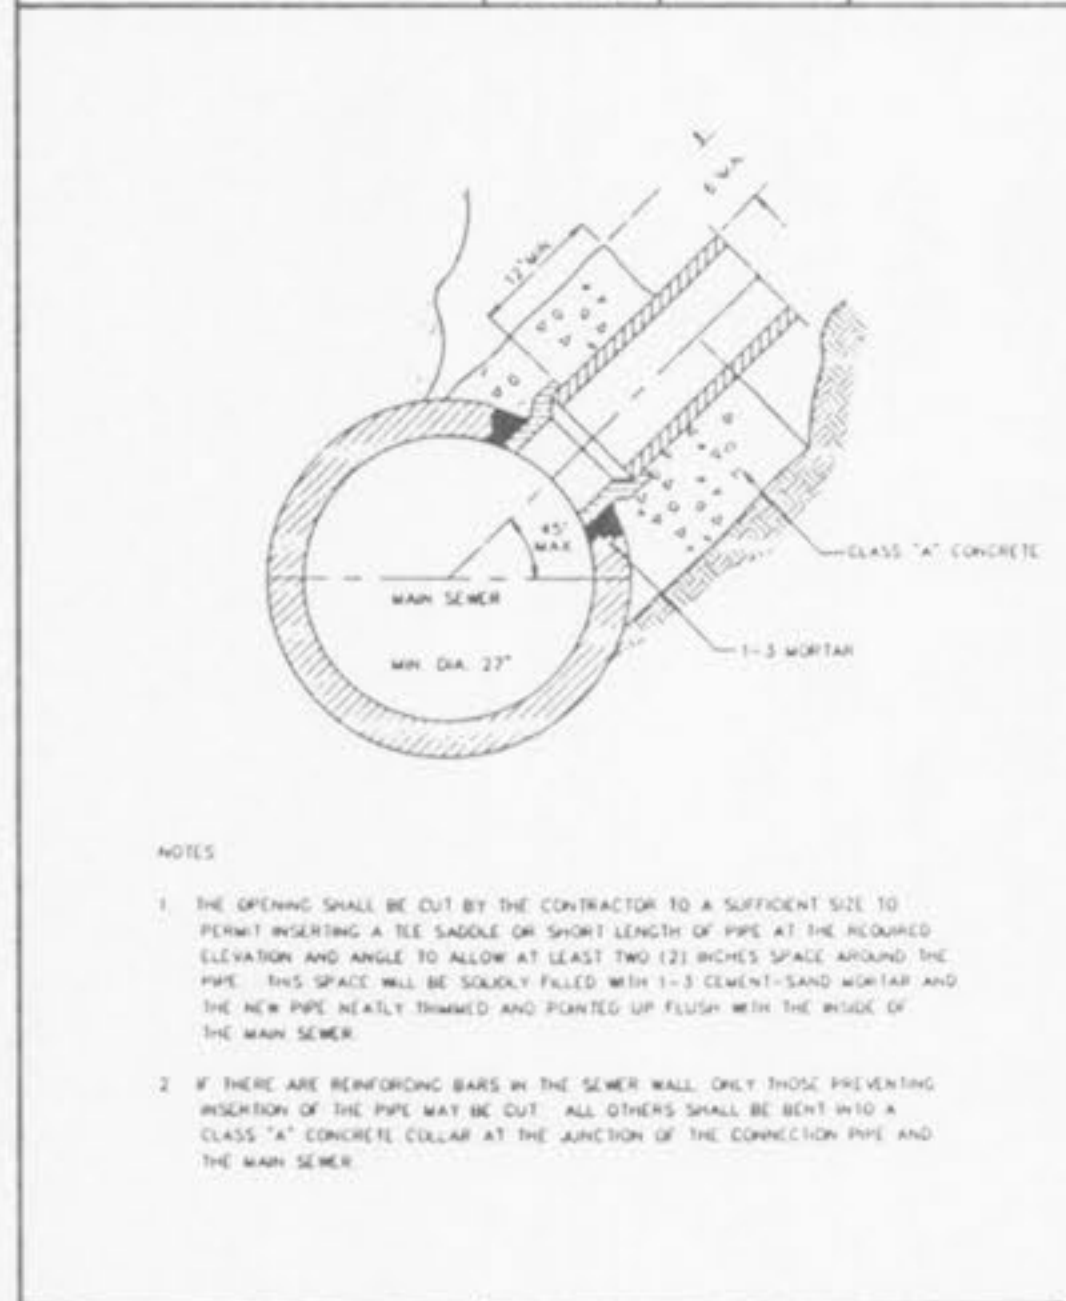 6" MIN.
12" MIN.
45°
MAX
MAIN SEWER
MIN. DIA. 27"
CLASS "A" CONCRETE
1-3 MORTAR
NOTES
1. THE OPENING SHALL BE CUT BY THE CONTRACTOR TO A SUFFICIENT SIZE TO
PERMIT INSERTING A TEE SADDLE OR SHORT LENGTH OF PIPE AT THE REQUIRED
ELEVATION AND ANGLE TO ALLOW AT LEAST TWO (2) INCHES SPACE AROUND THE
PIPE. THIS SPACE WILL BE SOLIDLY FILLED WITH 1-3 CEMENT-SAND MORTAR AND
THE NEW PIPE NEATLY TRIMMED AND POINTED UP FLUSH WITH THE INSIDE OF
THE MAIN SEWER.
2. IF THERE ARE REINFORCING BARS IN THE SEWER WALL, ONLY THOSE PREVENTING
INSERTION OF THE PIPE MAY BE CUT. ALL OTHERS SHALL BE BENT INTO A
CLASS "A" CONCRETE COLLAR AT THE JUNCTION OF THE CONNECTION PIPE AND
THE MAIN SEWER.